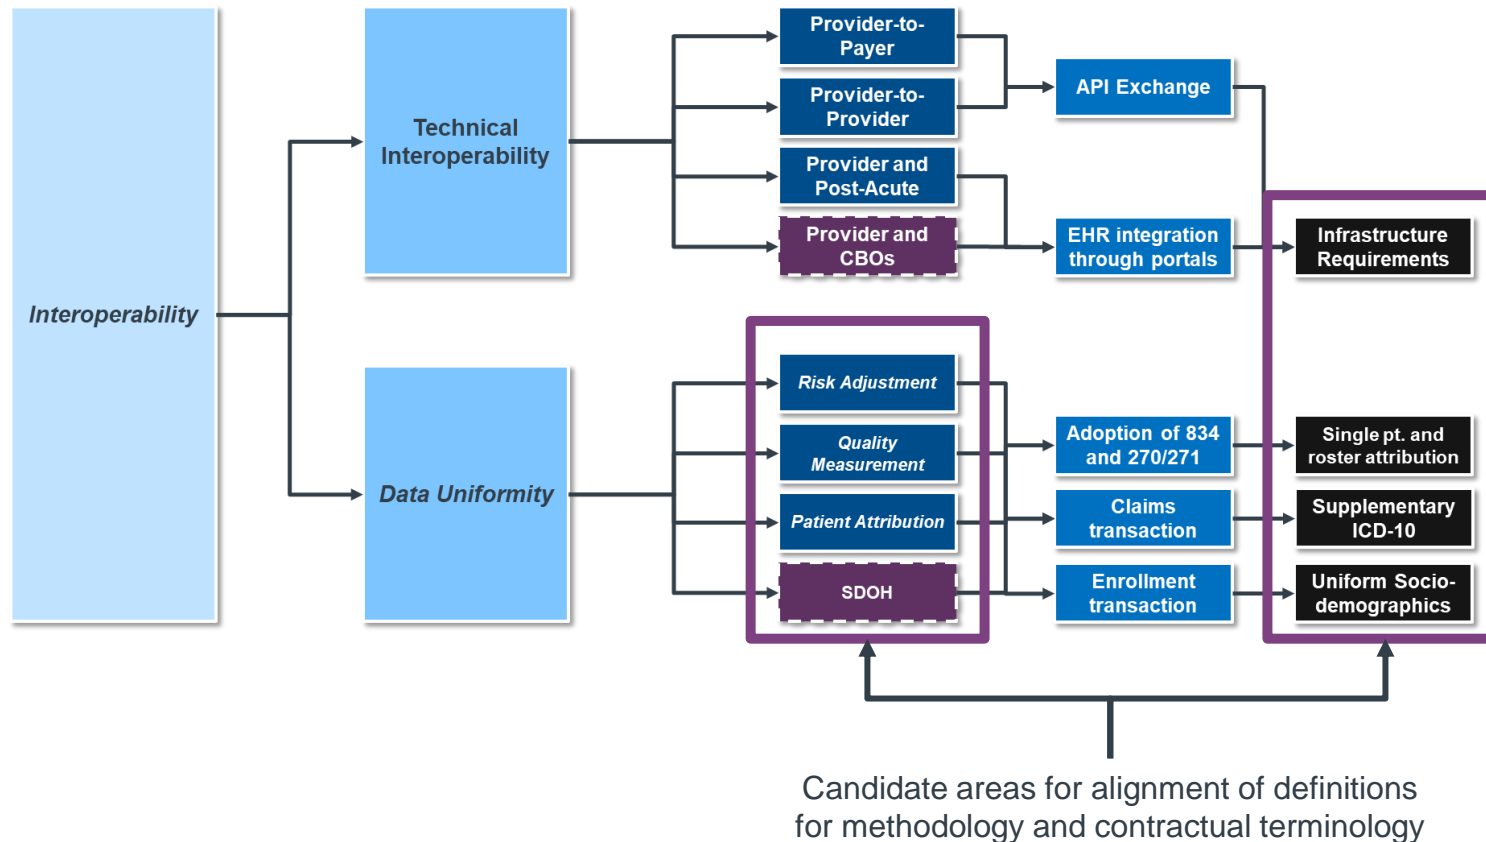 Interoperability
Technical
Interoperability
Data Uniformity
Provider-to-
Payer
Provider-to-
Provider
Provider and
Post-Acute
Provider and
CBOs
Risk Adjustment
Quality
Measurement
Patient Attribution
SDOH
API Exchange
EHR integration
through portals
Adoption of 834
and 270/271
Claims
transaction
Enrollment
transaction
Infrastructure
Requirements
Single pt. and
roster attribution
Supplementary
ICD-10
Uniform Socio-
demographics
Candidate areas for alignment of definitions
for methodology and contractual terminology